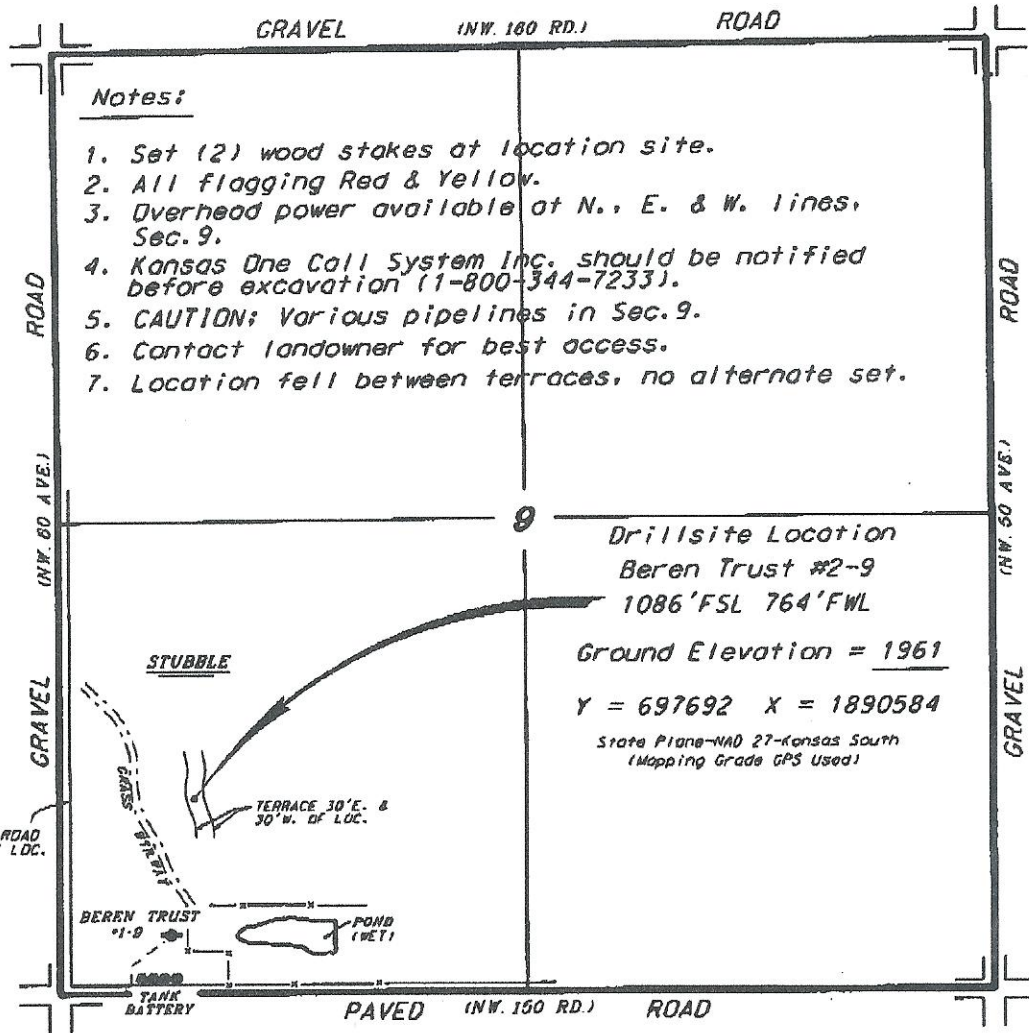 GRAVEL (NW. 160 RD.) ROAD
Notes:
1. Set (2) wood stakes at location site.
2. All flagging Red & Yellow.
3. Overhead power available at N., E. & W. lines,
Sec. 9.
4. Kansas One Call System Inc. should be notified
before excavation (1-800-344-7233).
5. CAUTION: Various pipelines in Sec. 9.
6. Contact landowner for best access.
7. Location fell between terraces, no alternate set.
ROAD
(NW. 60 AVE.)
GRAVEL
ROAD
(NW. 50 AVE.)
GRAVEL
9
Drillsite Location
Beren Trust #2-9
1086'FSL 764'FWL
Ground Elevation = 1961
Y = 697692 X = 1890584
State Plane-NAD 27-Kansas South
(Mapping Grade GPS Used)
STUBBLE
GRASS
TERRACE 30'E. &
30'W. OF LOC.
ROAD
LOC.
BEREN TRUST
#1-9
POND
(WET)
TANK
BATTERY
PAVED (NW. 150 RD.) ROAD